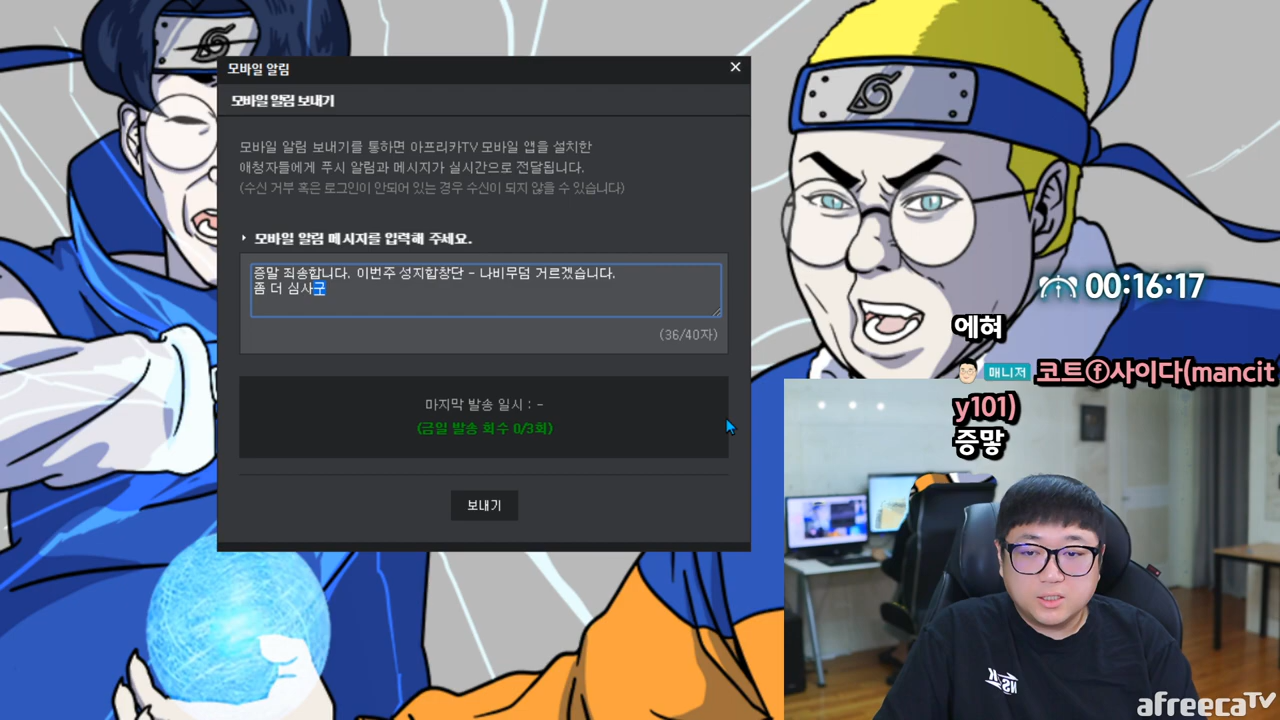 모바일 알림
모바일 알림 보내기
모바일 알림 보내기를 통하면 아프리카TV 모바일 앱을 설치한
애청자들에게 푸시 알림과 메시지가 실시간으로 전달됩니다.
(수신 거부 혹은 로그인이 안되어 있는 경우 수신이 되지 않을 수 있습니다)
모바일 알림 메시지를 입력해 주세요.
증말 죄송합니다. 이번주 성지합창단 - 나비무덤 거르겠습니다.
좀 더 심사구
(36/40자)
마지막 발송 일시 : -
(금일 발송 회수 0/3회)
보내기
00:16:17
에혀
매니저 코트ⓕ사이다(mancit
y101)
증맣
afreecaTV